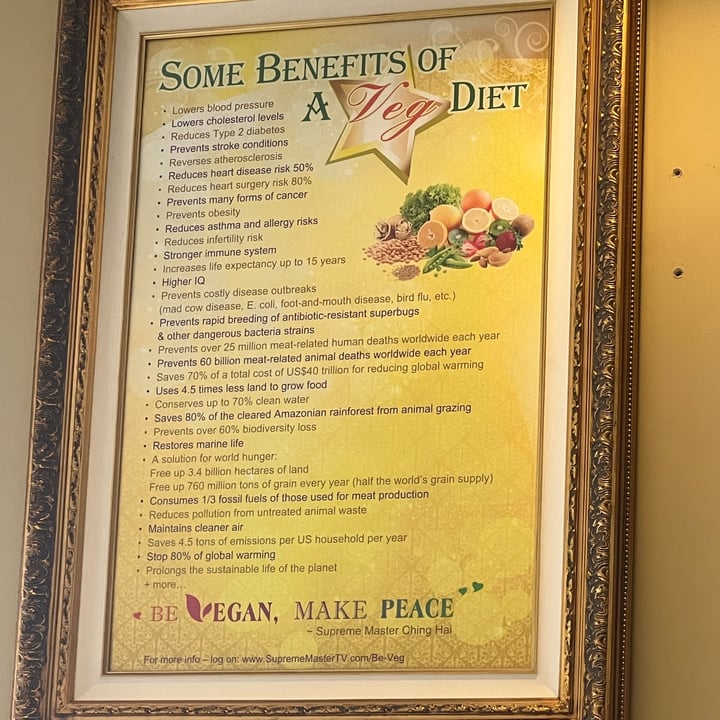 SOME BENEFITS OF
A Veg DIET
• Lowers blood pressure
• Lowers cholesterol levels
• Reduces Type 2 diabetes
• Prevents stroke conditions
• Reverses atherosclerosis
• Reduces heart disease risk 50%
• Reduces heart surgery risk 80%
• Prevents many forms of cancer
• Prevents obesity
• Reduces asthma and allergy risks
• Reduces infertility risk
• Stronger immune system
• Increases life expectancy up to 15 years
• Higher IQ
• Prevents costly disease outbreaks
(mad cow disease, E. coli, foot-and-mouth disease, bird flu, etc.)
• Prevents rapid breeding of antibiotic-resistant superbugs
& other dangerous bacteria strains
• Prevents over 25 million meat-related human deaths worldwide each year
• Prevents 60 billion meat-related animal deaths worldwide each year
• Saves 70% of a total cost of US$40 trillion for reducing global warming
• Uses 4.5 times less land to grow food
• Conserves up to 70% clean water
• Saves 80% of the cleared Amazonian rainforest from animal grazing
• Prevents over 60% biodiversity loss
• Restores marine life
• A solution for world hunger:
Free up 3.4 billion hectares of land
Free up 760 million tons of grain every year (half the world's grain supply)
• Consumes 1/3 fossil fuels of those used for meat production
• Reduces pollution from untreated animal waste
• Maintains cleaner air
• Saves 4.5 tons of emissions per US household per year
• Stop 80% of global warming
• Prolongs the sustainable life of the planet
+ more...
BE VEGAN, MAKE PEACE
~ Supreme Master Ching Hai
For more info – log on: www.SupremeMasterTV.com/Be-Veg